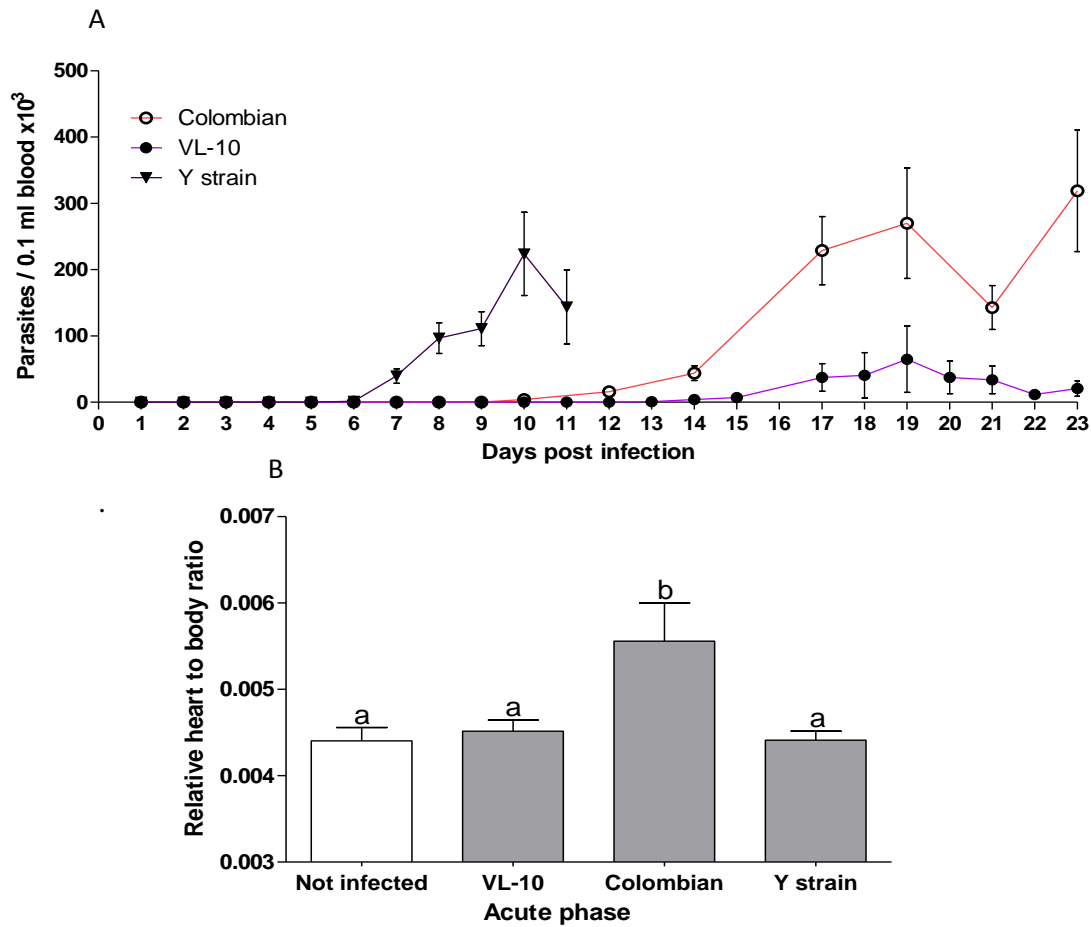 A
500
400
300
200
100
0
Parasites / 0.1 ml blood x10³
Colombian
VL-10
Y strain
0 1 2 3 4 5 6 7 8 9 10 11 12 13 14 15 16 17 18 19 20 21 22 23
Days post infection
B
.
0.007
0.006
0.005
0.004
0.003
Relative heart to body ratio
a
a
b
a
Not infected VL-10 Colombian Y strain
Acute phase